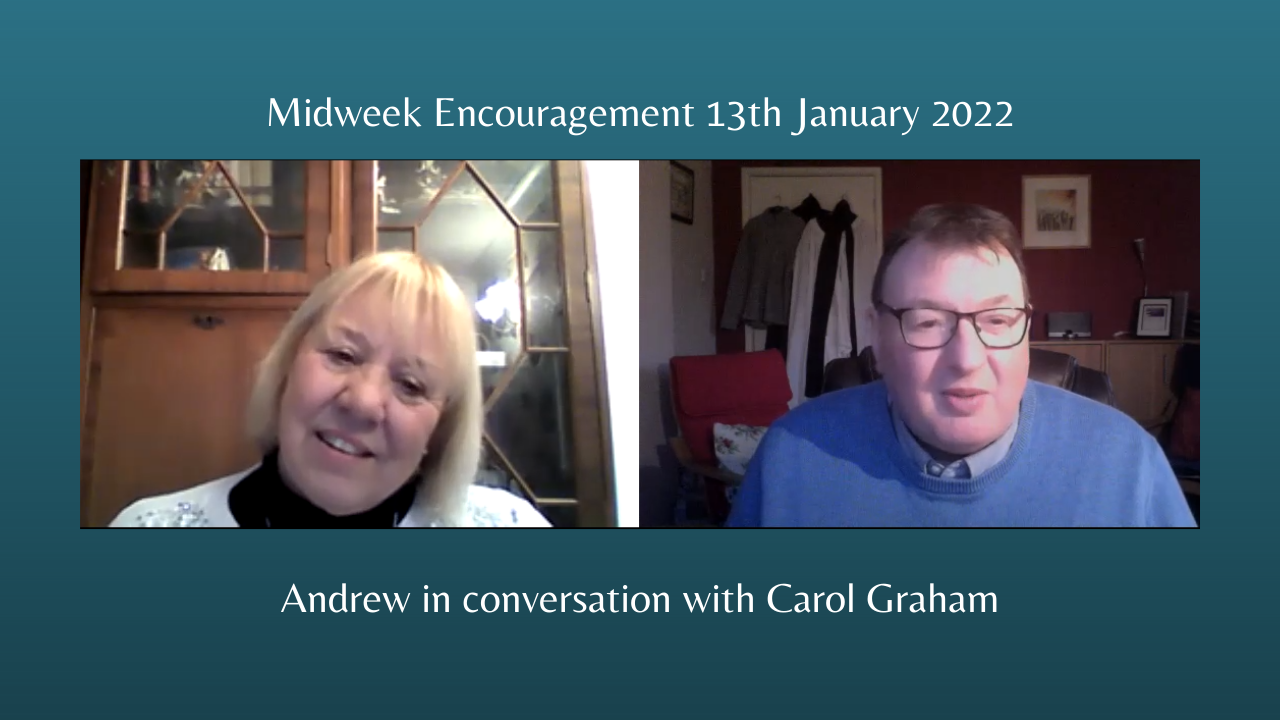 Midweek Encouragement 13th January 2022
Andrew in conversation with Carol Graham